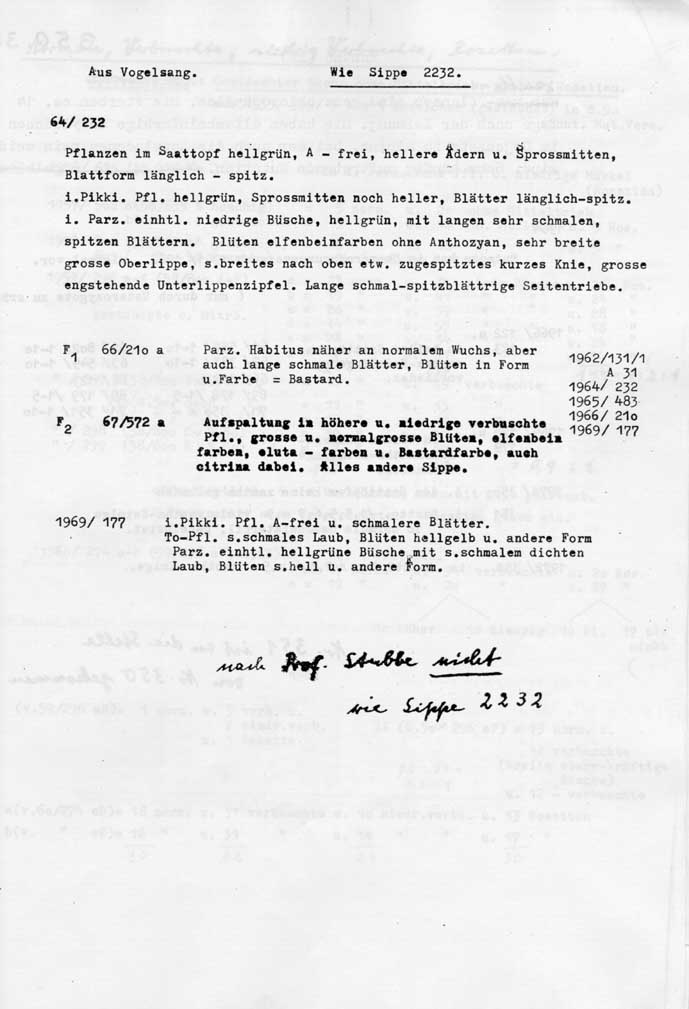 Aus Vogelsang. Wie Sippe 2232.
64/ 232
Pflanzen im Saattopf hellgrün, A - frei, hellere Adern u. Sprossmitten,
Blattform länglich - spitz.
i.Pikki. Pfl. hellgrün, Sprossmitten noch heller, Blätter länglich-spitz.
i. Parz. einhtl. niedrige Büsche, hellgrün, mit langen sehr schmalen,
spitzen Blättern. Blüten elfenbeinfarben ohne Anthozyan, sehr breite
grosse Oberlippe, s.breites nach oben etw. zugespitztes kurzes Knie, grosse
engstehende Unterlippenzipfel. Lange schmal-spitzblättrige Seitentriebe.
F1 66/21o a Parz. Habitus näher an normalem Wuchs, aber
auch lange schmale Blätter, Blüten in Form
u.Farbe = Bastard.
1962/131/1
A 31
1964/ 232
1965/ 483
1966/ 21o
1969/ 177
F2 67/572 a Aufspaltung in höhere u. niedrige verbuschte
Pfl., grosse u. normalgrosse Blüten, elfenbein
farben, eluta - farben u. Bastardfarbe, auch
citrina dabei. Alles andere Sippe.
1969/ 177 i.Pikki. Pfl. A-frei u. schmalere Blätter.
To-Pfl. s.schmales Laub, Blüten hellgelb u. andere Form
Parz. einhtl. hellgrüne Büsche mit s.schmalem dichten
Laub, Blüten s.hell u. andere Form.
nach Prof. Stubbe nicht
wie Sippe 2232